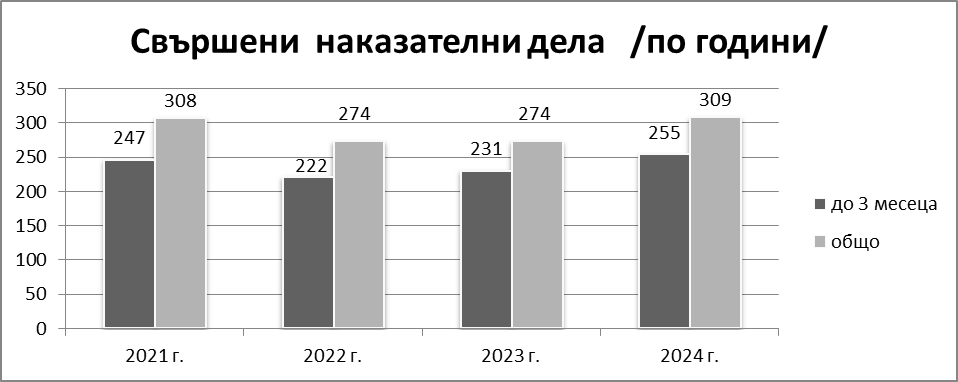 Свършени наказателни дела /по години/
350
300
250
200
150
100
50
0
308
247
274
222
274
231
309
255
2021 г.
2022 г.
2023 г.
2024 г.
до 3 месеца
общо